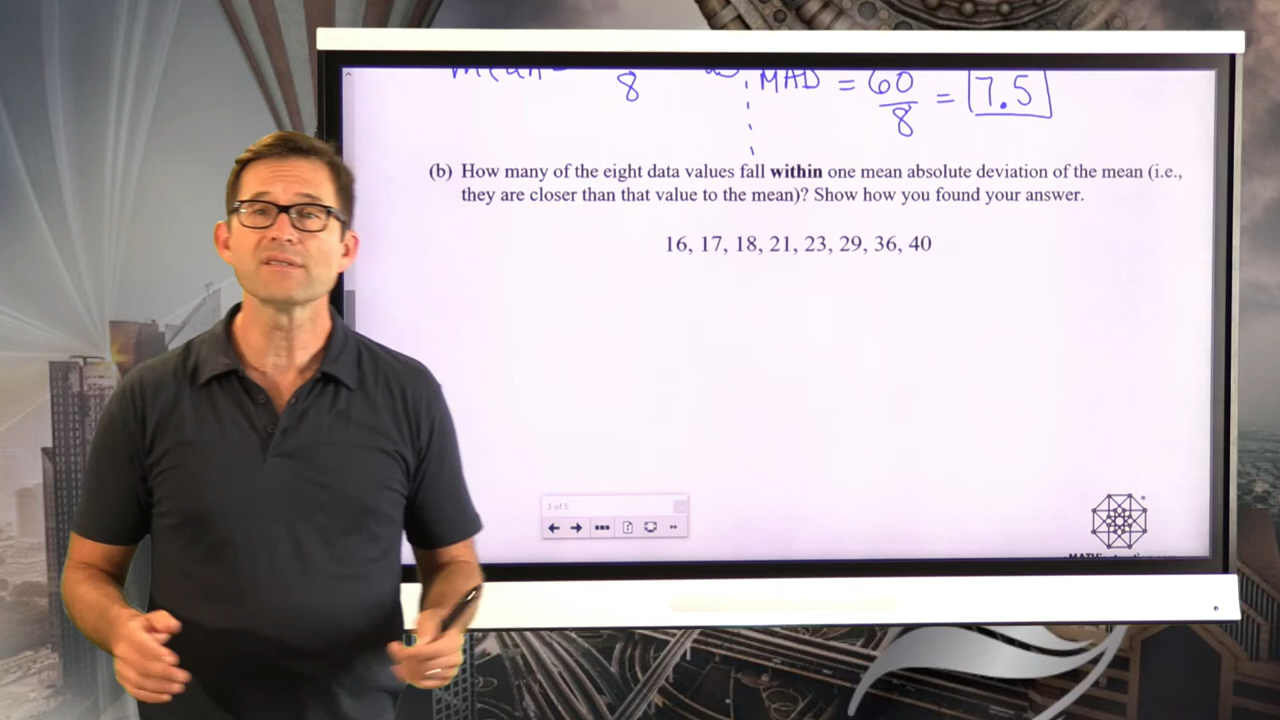 mean =
8
MAD = 60/8 = 7.5
(b) How many of the eight data values fall within one mean absolute deviation of the mean (i.e.,
they are closer than that value to the mean)? Show how you found your answer.
16, 17, 18, 21, 23, 29, 36, 40
3 of 5